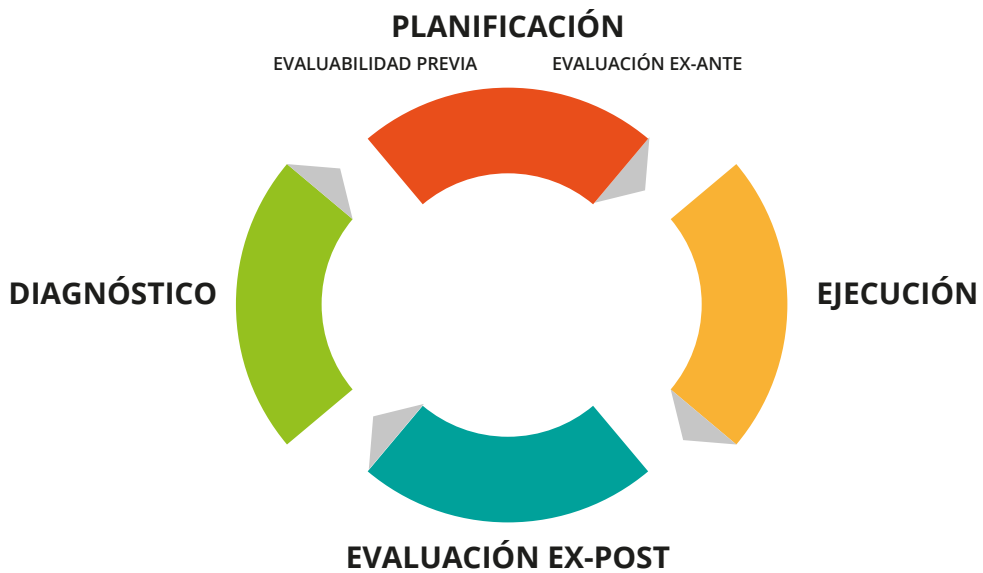 PLANIFICACIÓN
EVALUABILIDAD PREVIA
EVALUACIÓN EX-ANTE
DIAGNÓSTICO
EJECUCIÓN
EVALUACIÓN EX-POST